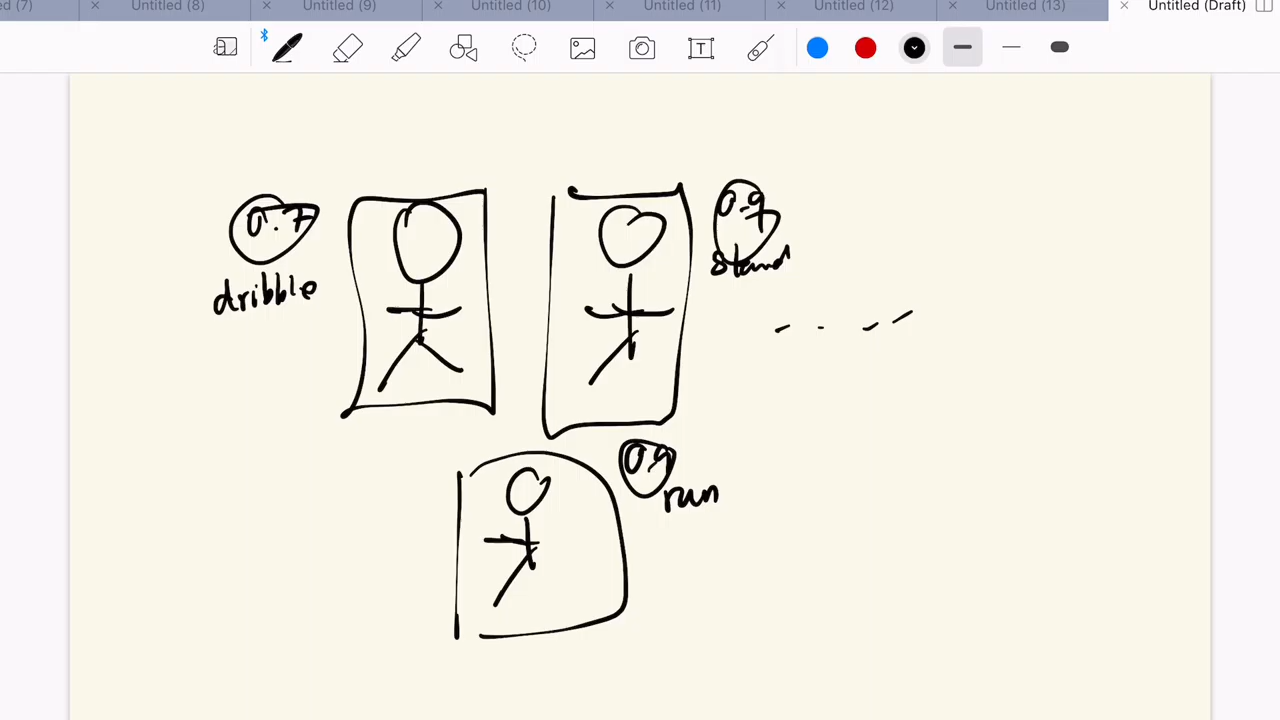 ed (7)
Untitled (8)
Untitled (9)
Untitled (10)
Untitled (11)
Untitled (12)
Untitled (13)
Untitled (Draft)
T
0.7
dribble
0.9
stand
0.9
run